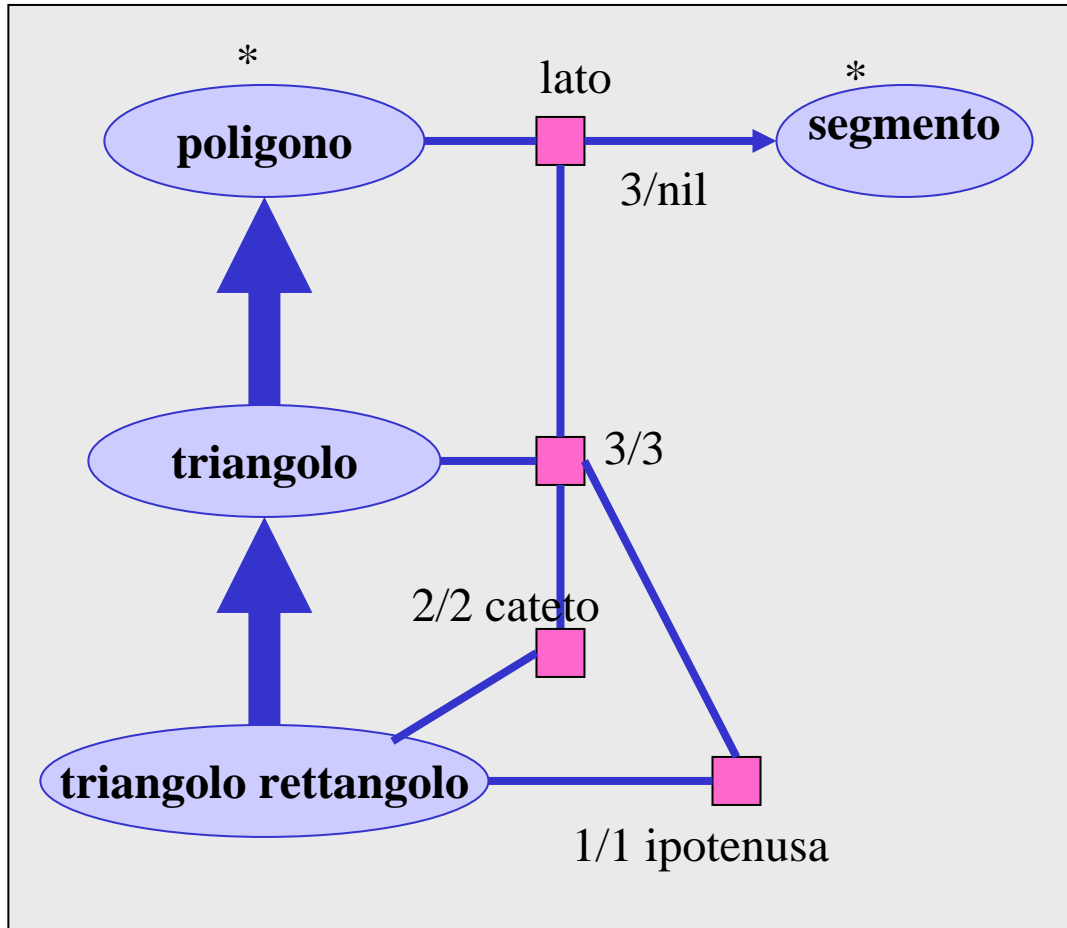 *
lato
*
poligono
segmento
3/nil
triangolo
3/3
2/2 cateto
triangolo rettangolo
1/1 ipotenusa